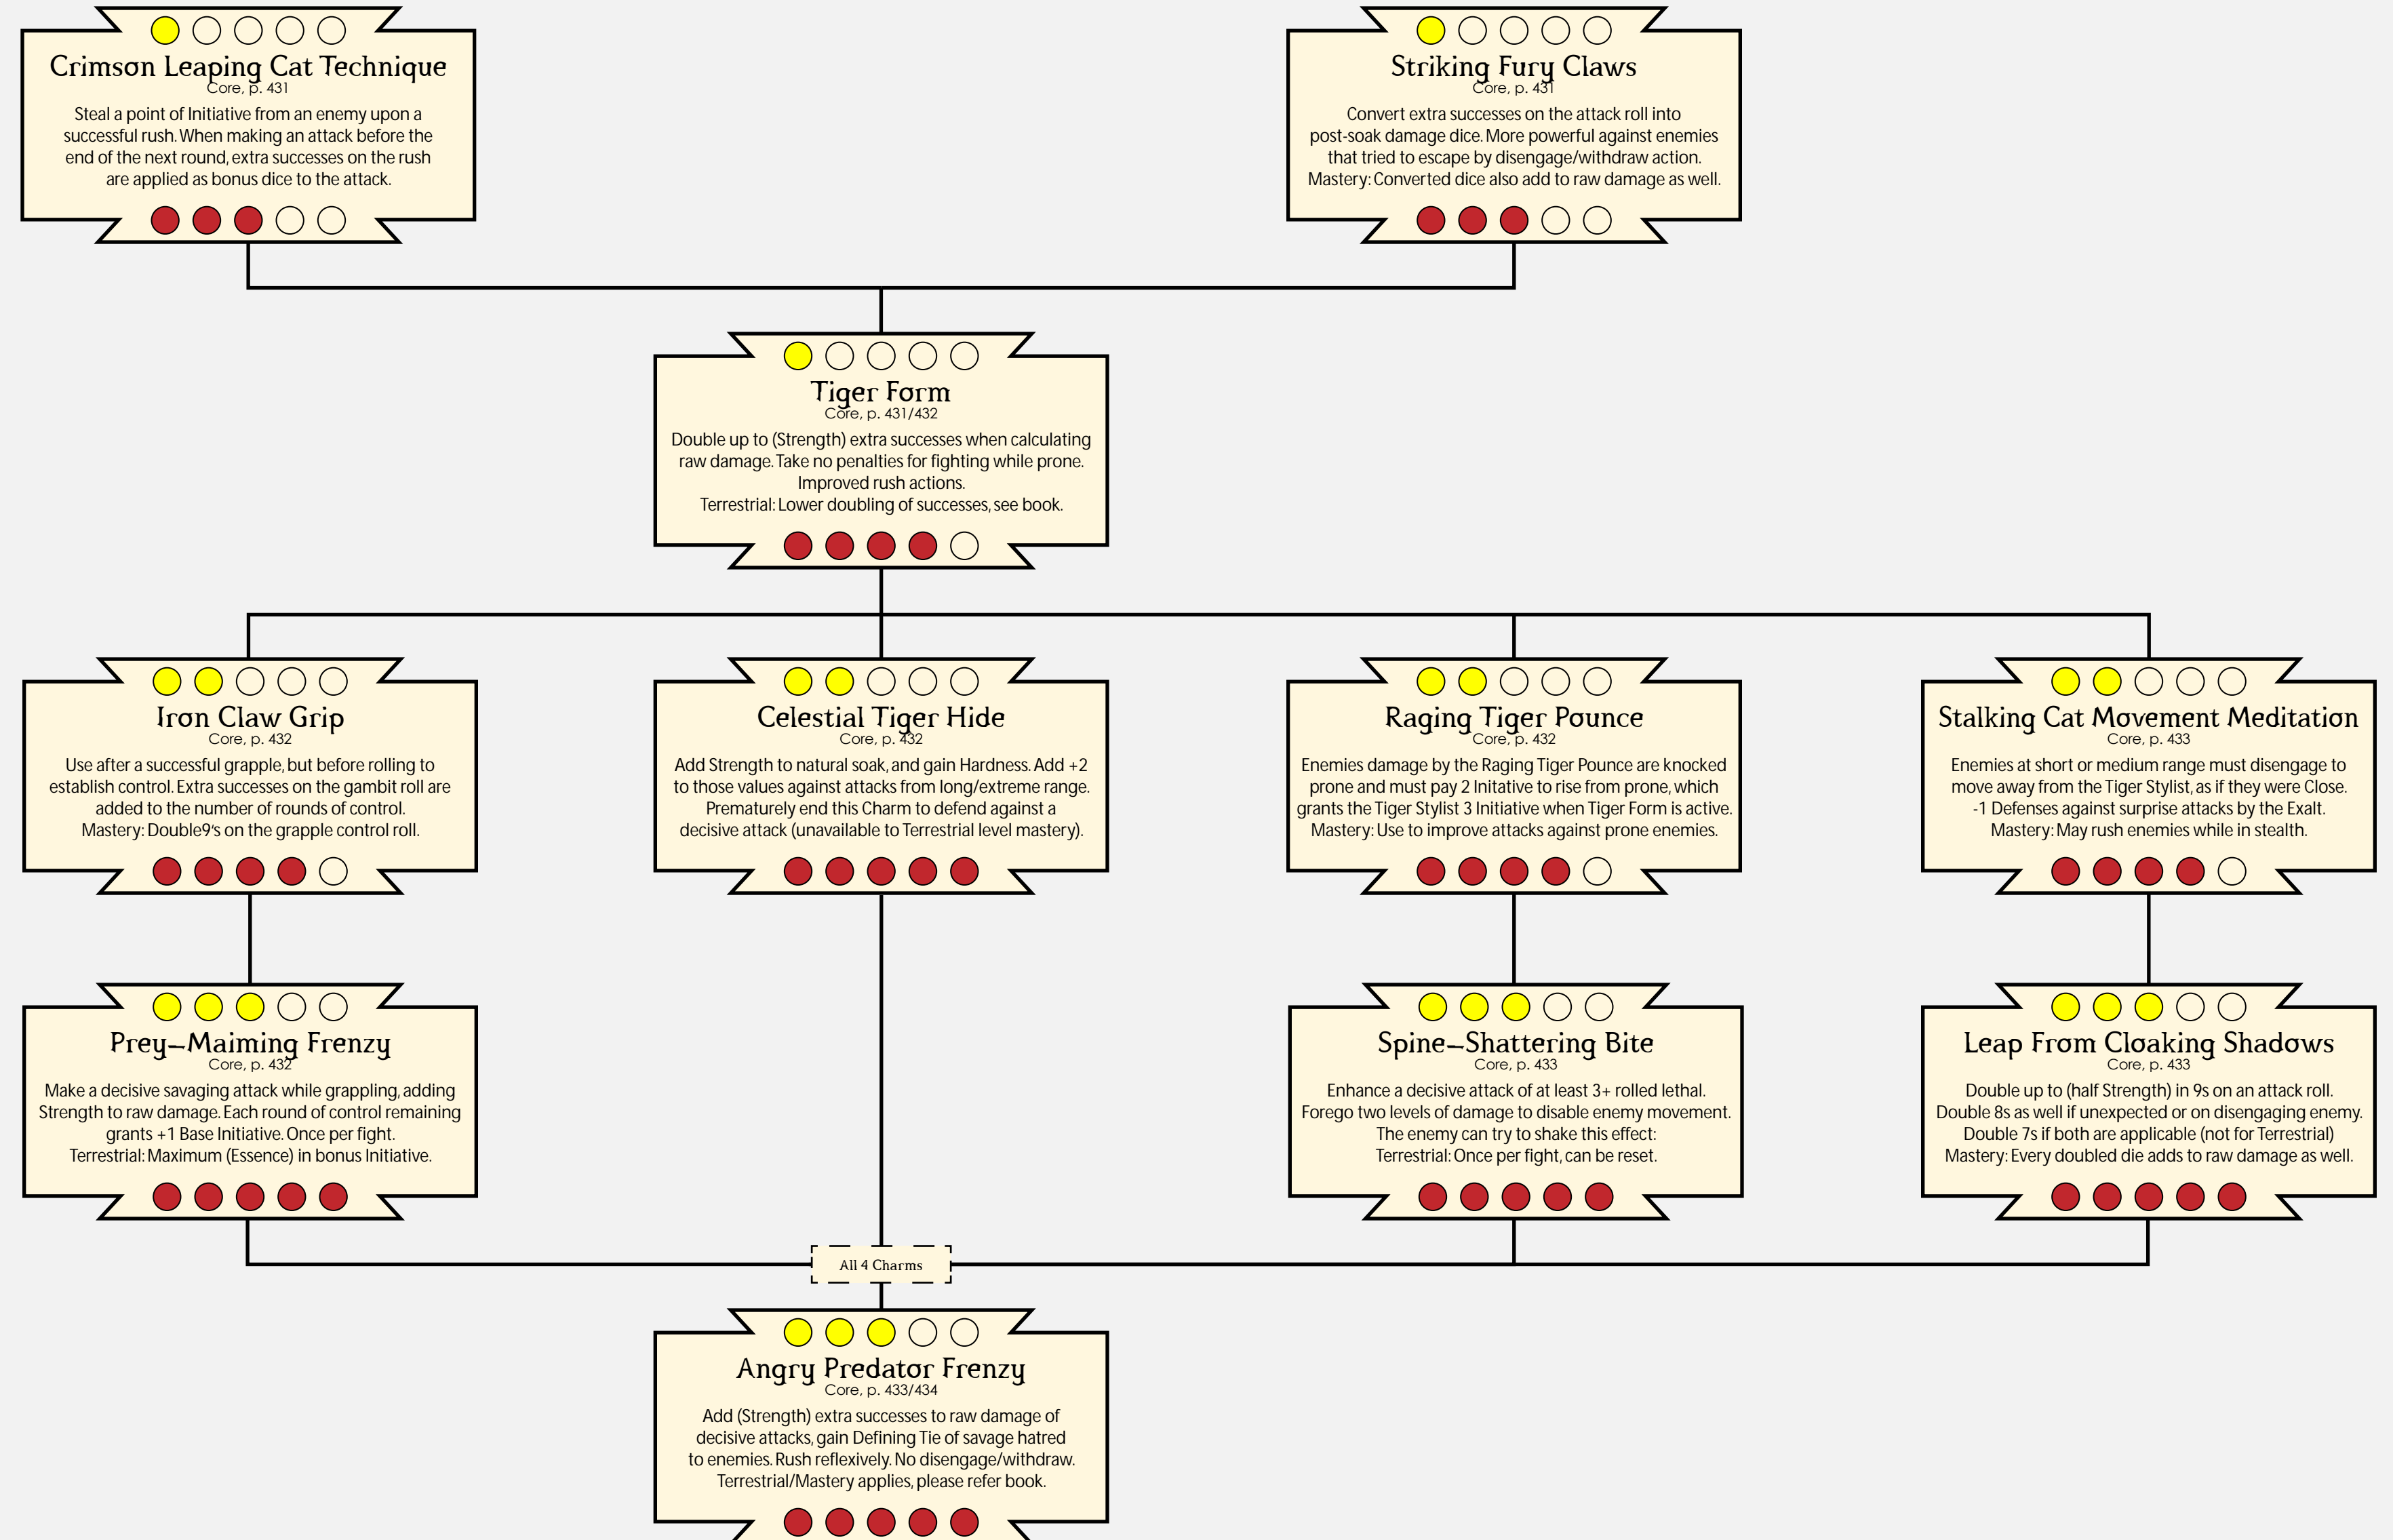 Crimson Leaping Cat Technique
Core, p. 431
Steal a point of Initiative from an enemy upon a
successful rush. When making an attack before the
end of the next round, extra successes on the rush
are applied as bonus dice to the attack.
Striking Fury Claws
Core, p. 431
Convert extra successes on the attack roll into
post-soak damage dice. More powerful against enemies
that tried to escape by disengage/withdraw action.
Mastery: Converted dice also add to raw damage as well.
Tiger Form
Core, p. 431/432
Double up to (Strength) extra successes when calculating
raw damage. Take no penalties for fighting while prone.
Improved rush actions.
Terrestrial: Lower doubling of successes, see book.
Iron Claw Grip
Core, p. 432
Use after a successful grapple, but before rolling to
establish control. Extra successes on the gambit roll are
added to the number of rounds of control.
Mastery: Double9's on the grapple control roll.
Celestial Tiger Hide
Core, p. 432
Add Strength to natural soak, and gain Hardness. Add +2
to those values against attacks from long/extreme range.
Prematurely end this Charm to defend against a
decisive attack (unavailable to Terrestrial level mastery).
Raging Tiger Pounce
Core, p. 432
Enemies damage by the Raging Tiger Pounce are knocked
prone and must pay 2 Initative to rise from prone, which
grants the Tiger Stylist 3 Initiative when Tiger Form is active.
Mastery: Use to improve attacks against prone enemies.
Stalking Cat Movement Meditation
Core, p. 433
Enemies at short or medium range must disengage to
move away from the Tiger Stylist, as if they were Close.
-1 Defenses against surprise attacks by the Exalt.
Mastery: May rush enemies while in stealth.
Prey-Maiming Frenzy
Core, p. 432
Make a decisive savaging attack while grappling, adding
Strength to raw damage. Each round of control remaining
grants +1 Base Initiative. Once per fight.
Terrestrial: Maximum (Essence) in bonus Initiative.
Spine-Shattering Bite
Core, p. 433
Enhance a decisive attack of at least 3+ rolled lethal.
Forego two levels of damage to disable enemy movement.
The enemy can try to shake this effect:
Terrestrial: Once per fight, can be reset.
Leap From Cloaking Shadows
Core, p. 433
Double up to (half Strength) in 9s on an attack roll.
Double 8s as well if unexpected or on disengaging enemy.
Double 7s if both are applicable (not for Terrestrial)
Mastery: Every doubled die adds to raw damage as well.
All 4 Charms
Angry Predator Frenzy
Core, p. 433/434
Add (Strength) extra successes to raw damage of
decisive attacks, gain Defining Tie of savage hatred
to enemies. Rush reflexively. No disengage/withdraw.
Terrestrial/Mastery applies, please refer book.